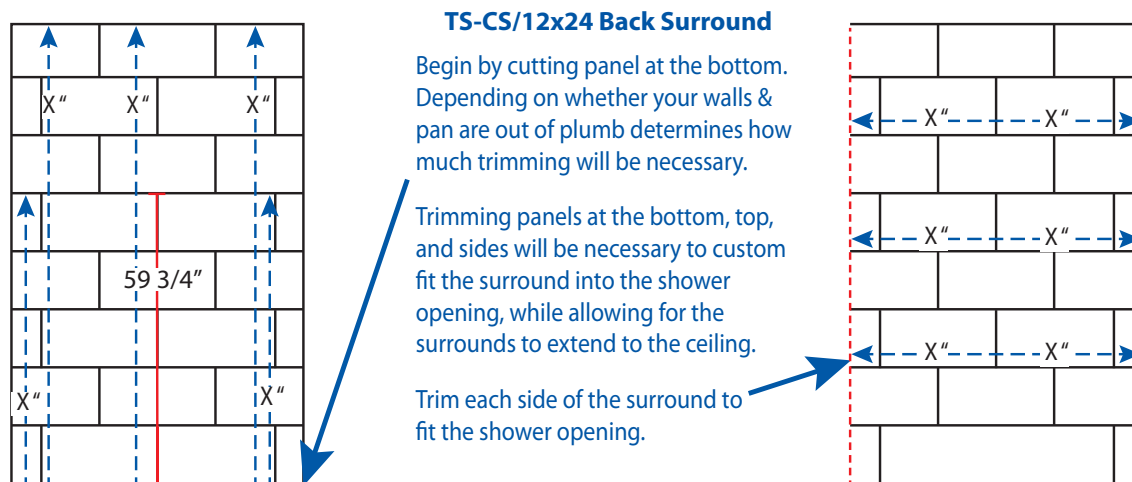 TS-CS/12x24 Back Surround
Begin by cutting panel at the bottom.
Depending on whether your walls &
pan are out of plumb determines how
much trimming will be necessary.
Trimming panels at the bottom, top,
and sides will be necessary to custom
fit the surround into the shower
opening, while allowing for the
surrounds to extend to the ceiling.
Trim each side of the surround to
fit the shower opening.
X “ X “ X “
59 3/4”
X “ X “
X “ X “
X “ X “
X “ X “